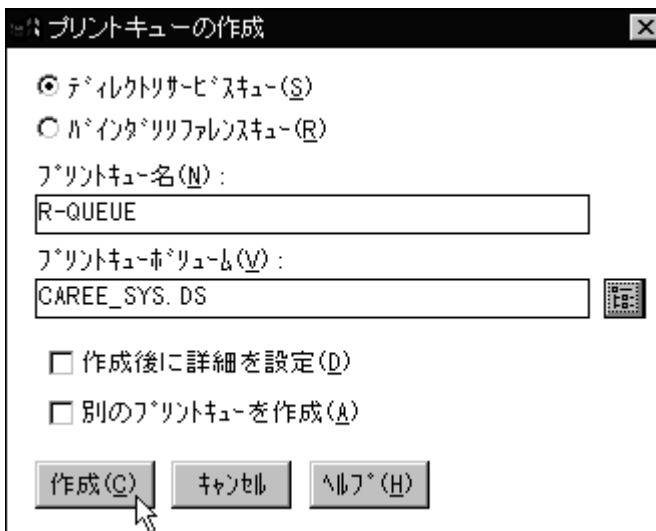 プリントキューの作成
ﾃﾞｨﾚｸﾄﾘｻｰﾋﾞｽｷｭｰ(S)
ﾊﾞｲﾝﾀﾞﾘﾘﾌｧﾚﾝｽｷｭｰ(R)
ﾌﾟﾘﾝﾄｷｭｰ名(N) :
R-QUEUE
ﾌﾟﾘﾝﾄｷｭｰﾎﾞﾘｭｰﾑ(V) :
CAREE_SYS.DS
作成後に詳細を設定(D)
別のﾌﾟﾘﾝﾄｷｭｰを作成(A)
作成(C) ｷｬﾝｾﾙ ﾍﾙﾌﾟ(H)